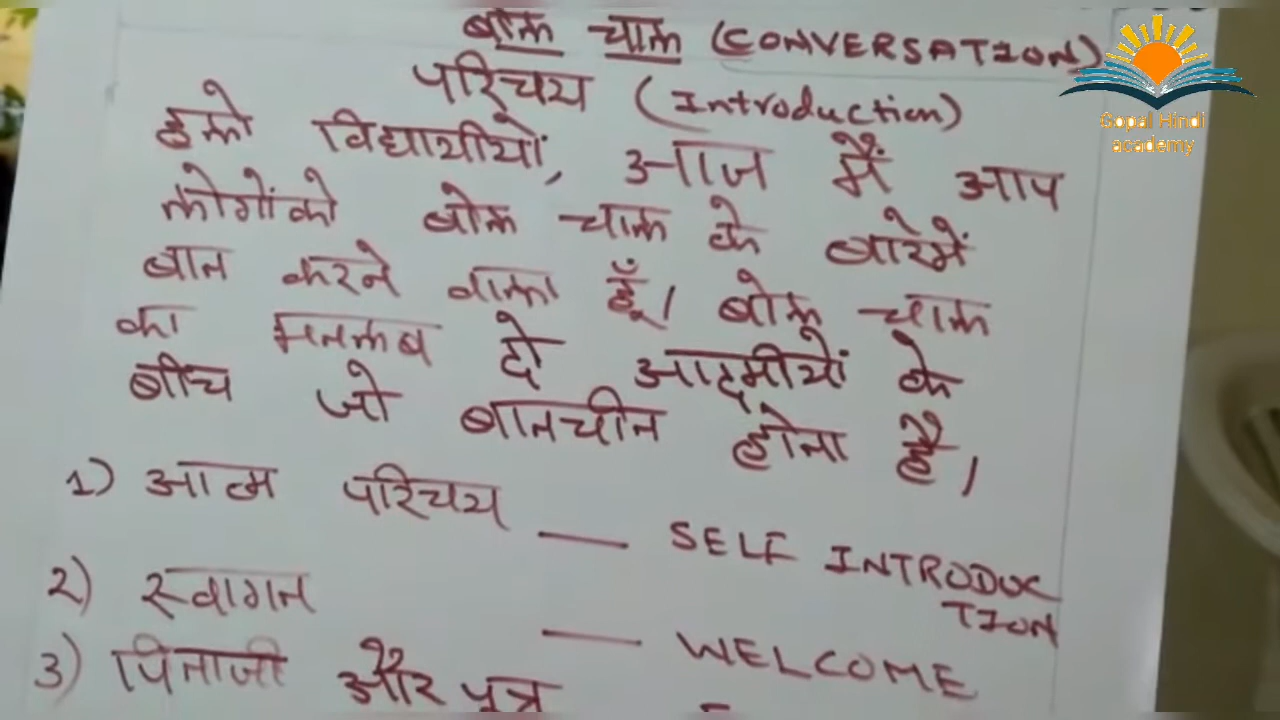 बोल चाल (CONVERSATION)
परिचय (Introduction)
हलो विद्यार्थीयों, आज मैं आप
लोगोंको बोल चाल के बारेमें
बात करने वाला हूँ। बोल चाल
का मतलब दो आदमीयों के
बीच जो बातचीत होता है।
1) आत्म परिचय — SELF INTRODUC
TION
2) स्वागत — WELCOME
3) पिताजी और पुत्र
Gopal Hindi
academy